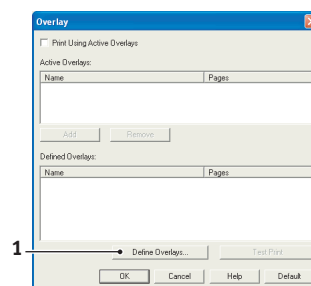 Overlay
Print Using Active Overlays
Active Overlays:
Name Pages
Add Remove
Defined Overlays:
Name Pages
1 Define Overlays... Test Print
OK Cancel Help Default